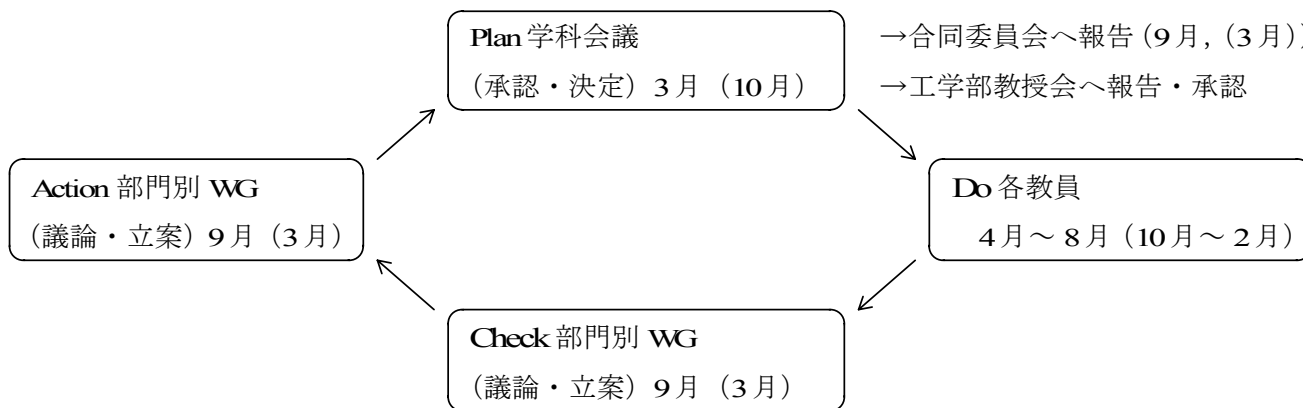 Plan 学科会議
(承認・決定) 3月 (10月)
→合同委員会へ報告 (9月, (3月))
→工学部教授会へ報告・承認
Action 部門別 WG
(議論・立案) 9月 (3月)
Do 各教員
4月～8月 (10月～2月)
Check 部門別 WG
(議論・立案) 9月 (3月)